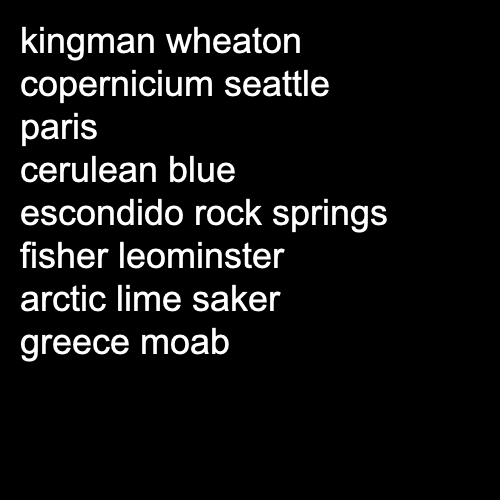 kingman wheaton
copernicium seattle
paris
cerulean blue
escondido rock springs
fisher leominster
arctic lime saker
greece moab